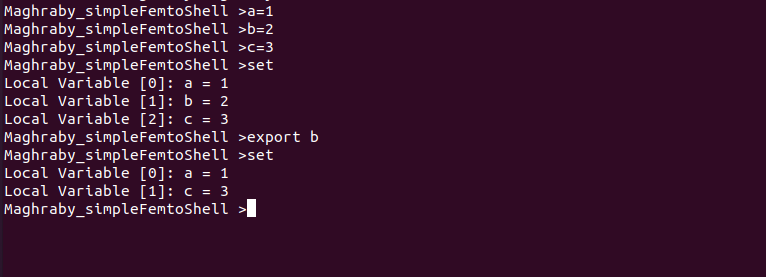 Maghraby_simpleFemtoShell >a=1
Maghraby_simpleFemtoShell >b=2
Maghraby_simpleFemtoShell >c=3
Maghraby_simpleFemtoShell >set
Local Variable [0]: a = 1
Local Variable [1]: b = 2
Local Variable [2]: c = 3
Maghraby_simpleFemtoShell >export b
Maghraby_simpleFemtoShell >set
Local Variable [0]: a = 1
Local Variable [1]: c = 3
Maghraby_simpleFemtoShell >